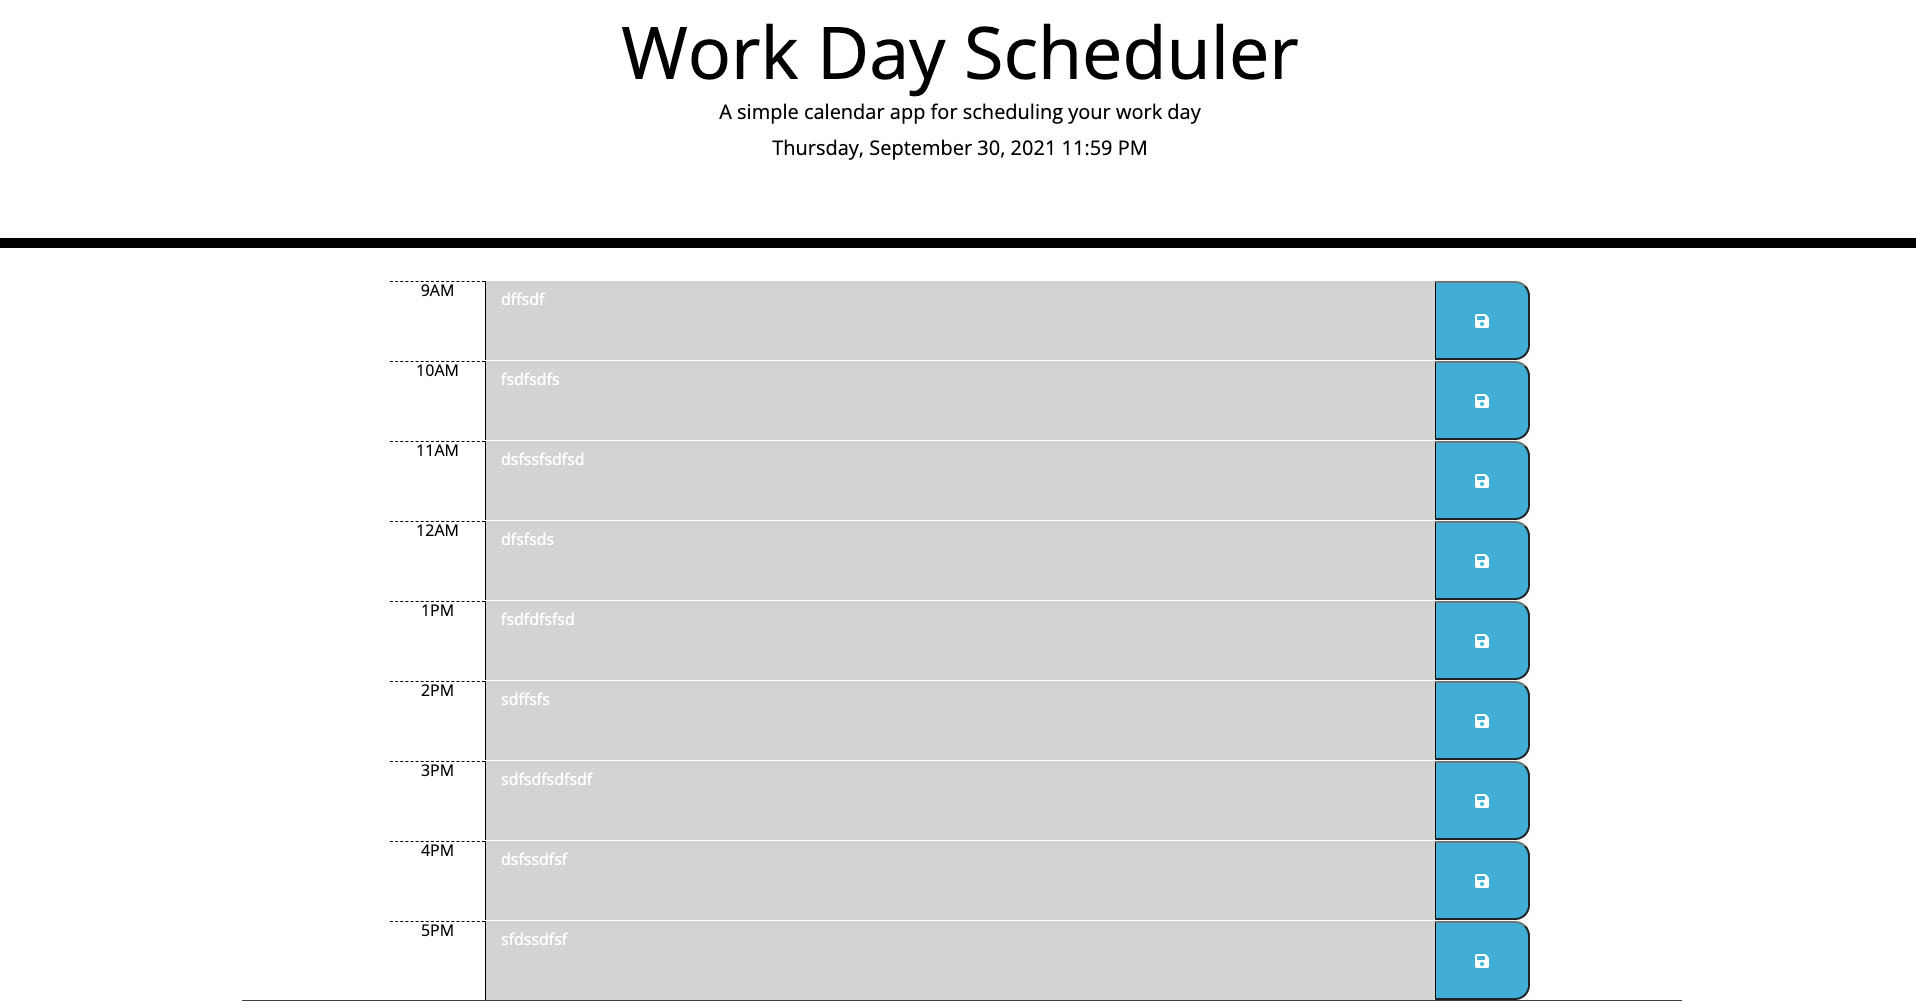 Work Day Scheduler
A simple calendar app for scheduling your work day
Thursday, September 30, 2021 11:59 PM
9AM dffsdf
10AM fsdfsdfs
11AM dsfssfsdfsd
12AM dfsfsds
1PM fsdfdfsfsd
2PM sdffsfs
3PM sdfsdfsdfsdf
4PM dsfssdfsf
5PM sfdssdfsf